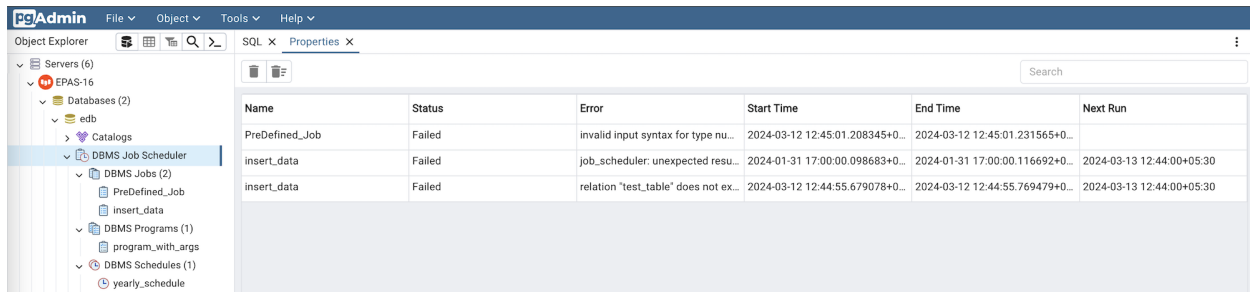 pgAdmin File Object Tools Help
Object Explorer SQL Properties
Servers (6)
EPAS-16
Databases (2)
edb
Catalogs
DBMS Job Scheduler
DBMS Jobs (2)
PreDefined_Job
insert_data
DBMS Programs (1)
program_with_args
DBMS Schedules (1)
yearly_schedule
Search
Name Status Error Start Time End Time Next Run
PreDefined_Job Failed invalid input syntax for type nu... 2024-03-12 12:45:01.208345+0... 2024-03-12 12:45:01.231565+0...
insert_data Failed job_scheduler: unexpected resu... 2024-01-31 17:00:00.098683+0... 2024-01-31 17:00:00.116692+0... 2024-03-13 12:44:00+05:30
insert_data Failed relation "test_table" does not ex... 2024-03-12 12:44:55.679078+0... 2024-03-12 12:44:55.769479+0... 2024-03-13 12:44:00+05:30